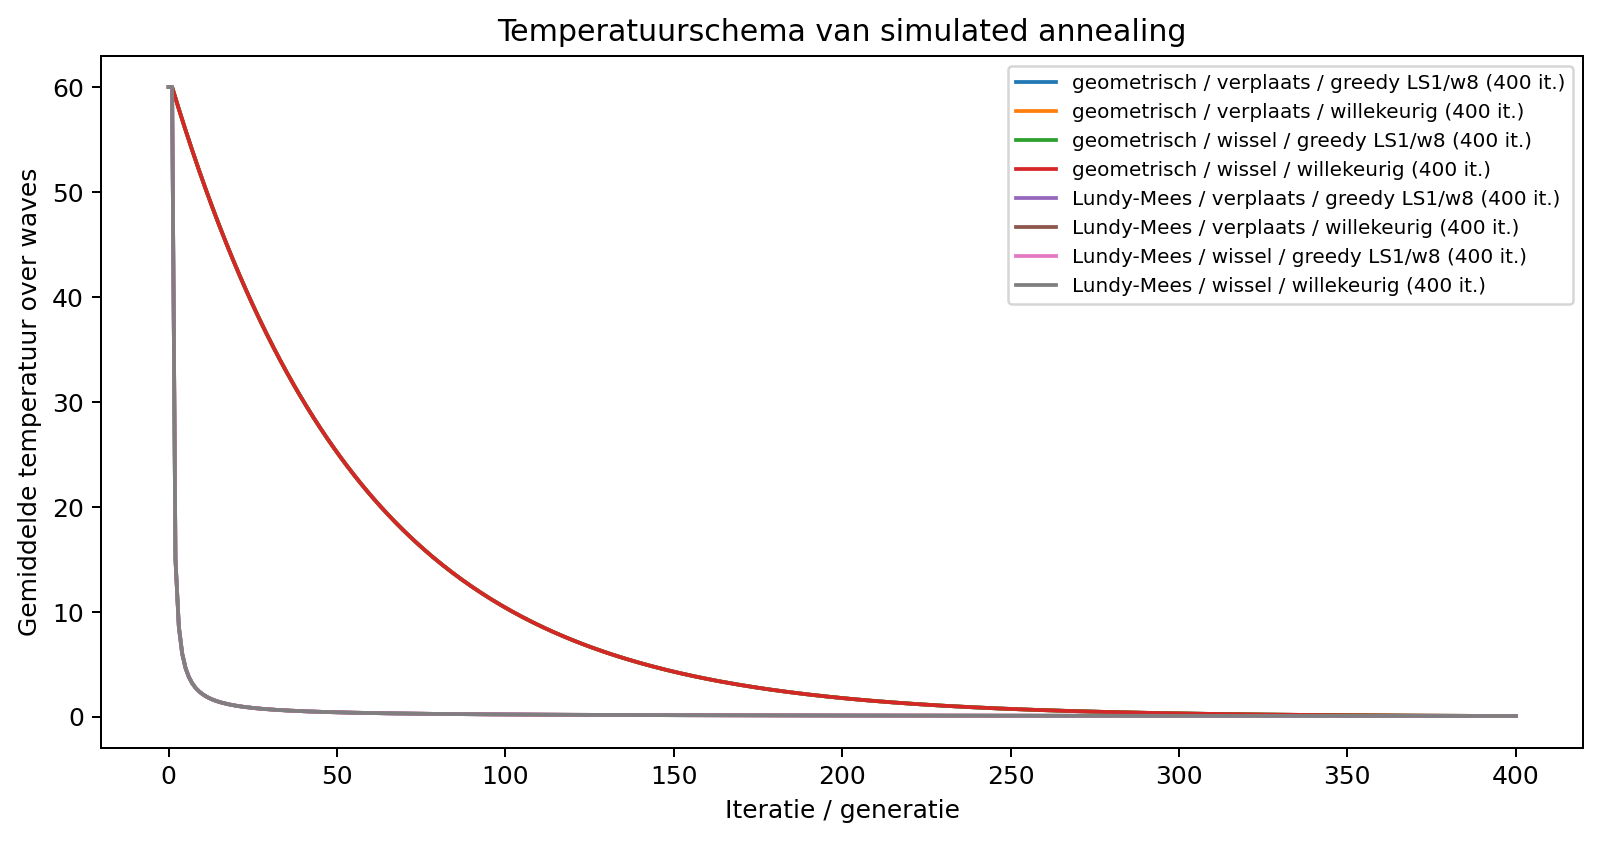 Temperatuurschema van simulated annealing
Gemiddelde temperatuur over waves
60
50
40
30
20
10
0
geometrisch / verplaats / greedy LS1/w8 (400 it.)
geometrisch / verplaats / willekeurig (400 it.)
geometrisch / wissel / greedy LS1/w8 (400 it.)
geometrisch / wissel / willekeurig (400 it.)
Lundy-Mees / verplaats / greedy LS1/w8 (400 it.)
Lundy-Mees / verplaats / willekeurig (400 it.)
Lundy-Mees / wissel / greedy LS1/w8 (400 it.)
Lundy-Mees / wissel / willekeurig (400 it.)
0 50 100 150 200 250 300 350 400
Iteratie / generatie